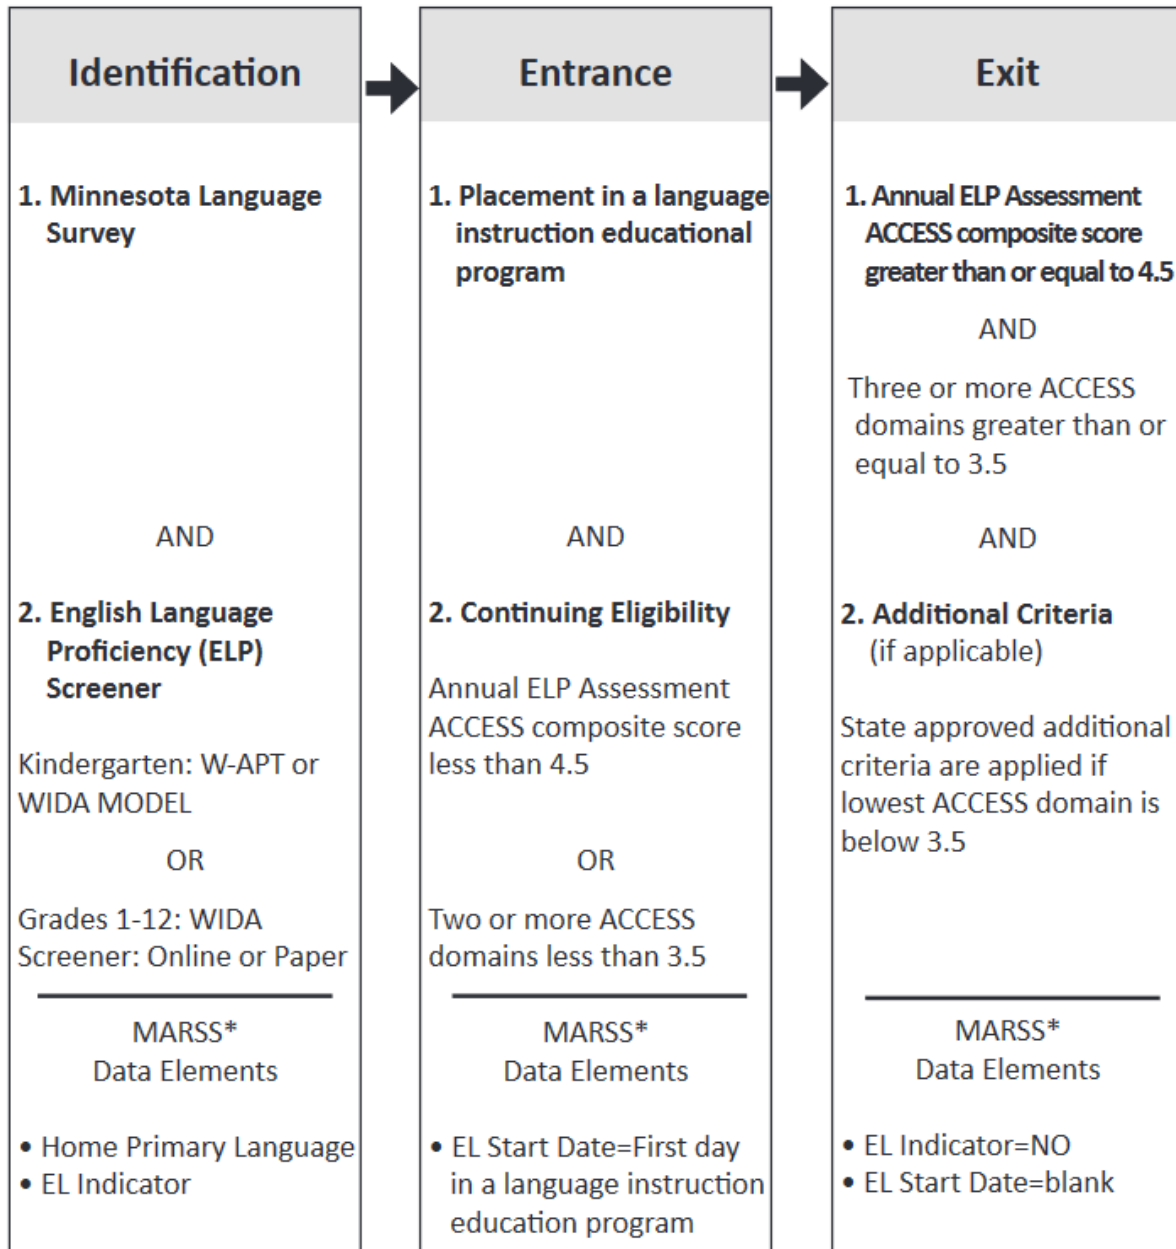 Identification
1. Minnesota Language
Survey
AND
2. English Language
Proficiency (ELP)
Screener
Kindergarten: W-APT or
WIDA MODEL
OR
Grades 1-12: WIDA
Screener: Online or Paper
MARSS*
Data Elements
• Home Primary Language
• EL Indicator
Entrance
1. Placement in a language
instruction educational
program
AND
2. Continuing Eligibility
Annual ELP Assessment
ACCESS composite score
less than 4.5
OR
Two or more ACCESS
domains less than 3.5
MARSS*
Data Elements
• EL Start Date=First day
in a language instruction
education program
Exit
1. Annual ELP Assessment
ACCESS composite score
greater than or equal to 4.5
AND
Three or more ACCESS
domains greater than or
equal to 3.5
AND
2. Additional Criteria
(if applicable)
State approved additional
criteria are applied if
lowest ACCESS domain is
below 3.5
MARSS*
Data Elements
• EL Indicator=NO
• EL Start Date=blank